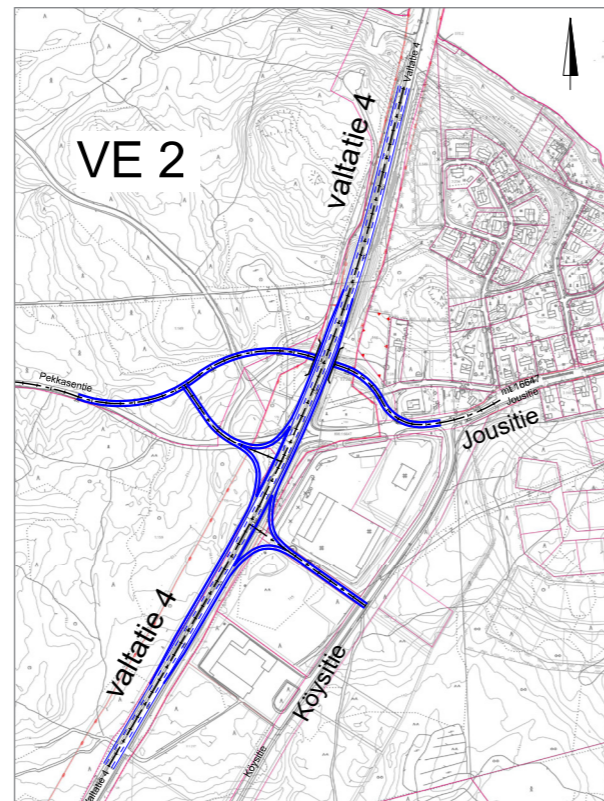 Valtatie 4
valtatie 4
VE 2
Pekkasentie
mt 16647
Jousitie
Jousitie
valtatie 4
Köysitie
Köysitie
Valtatie 4